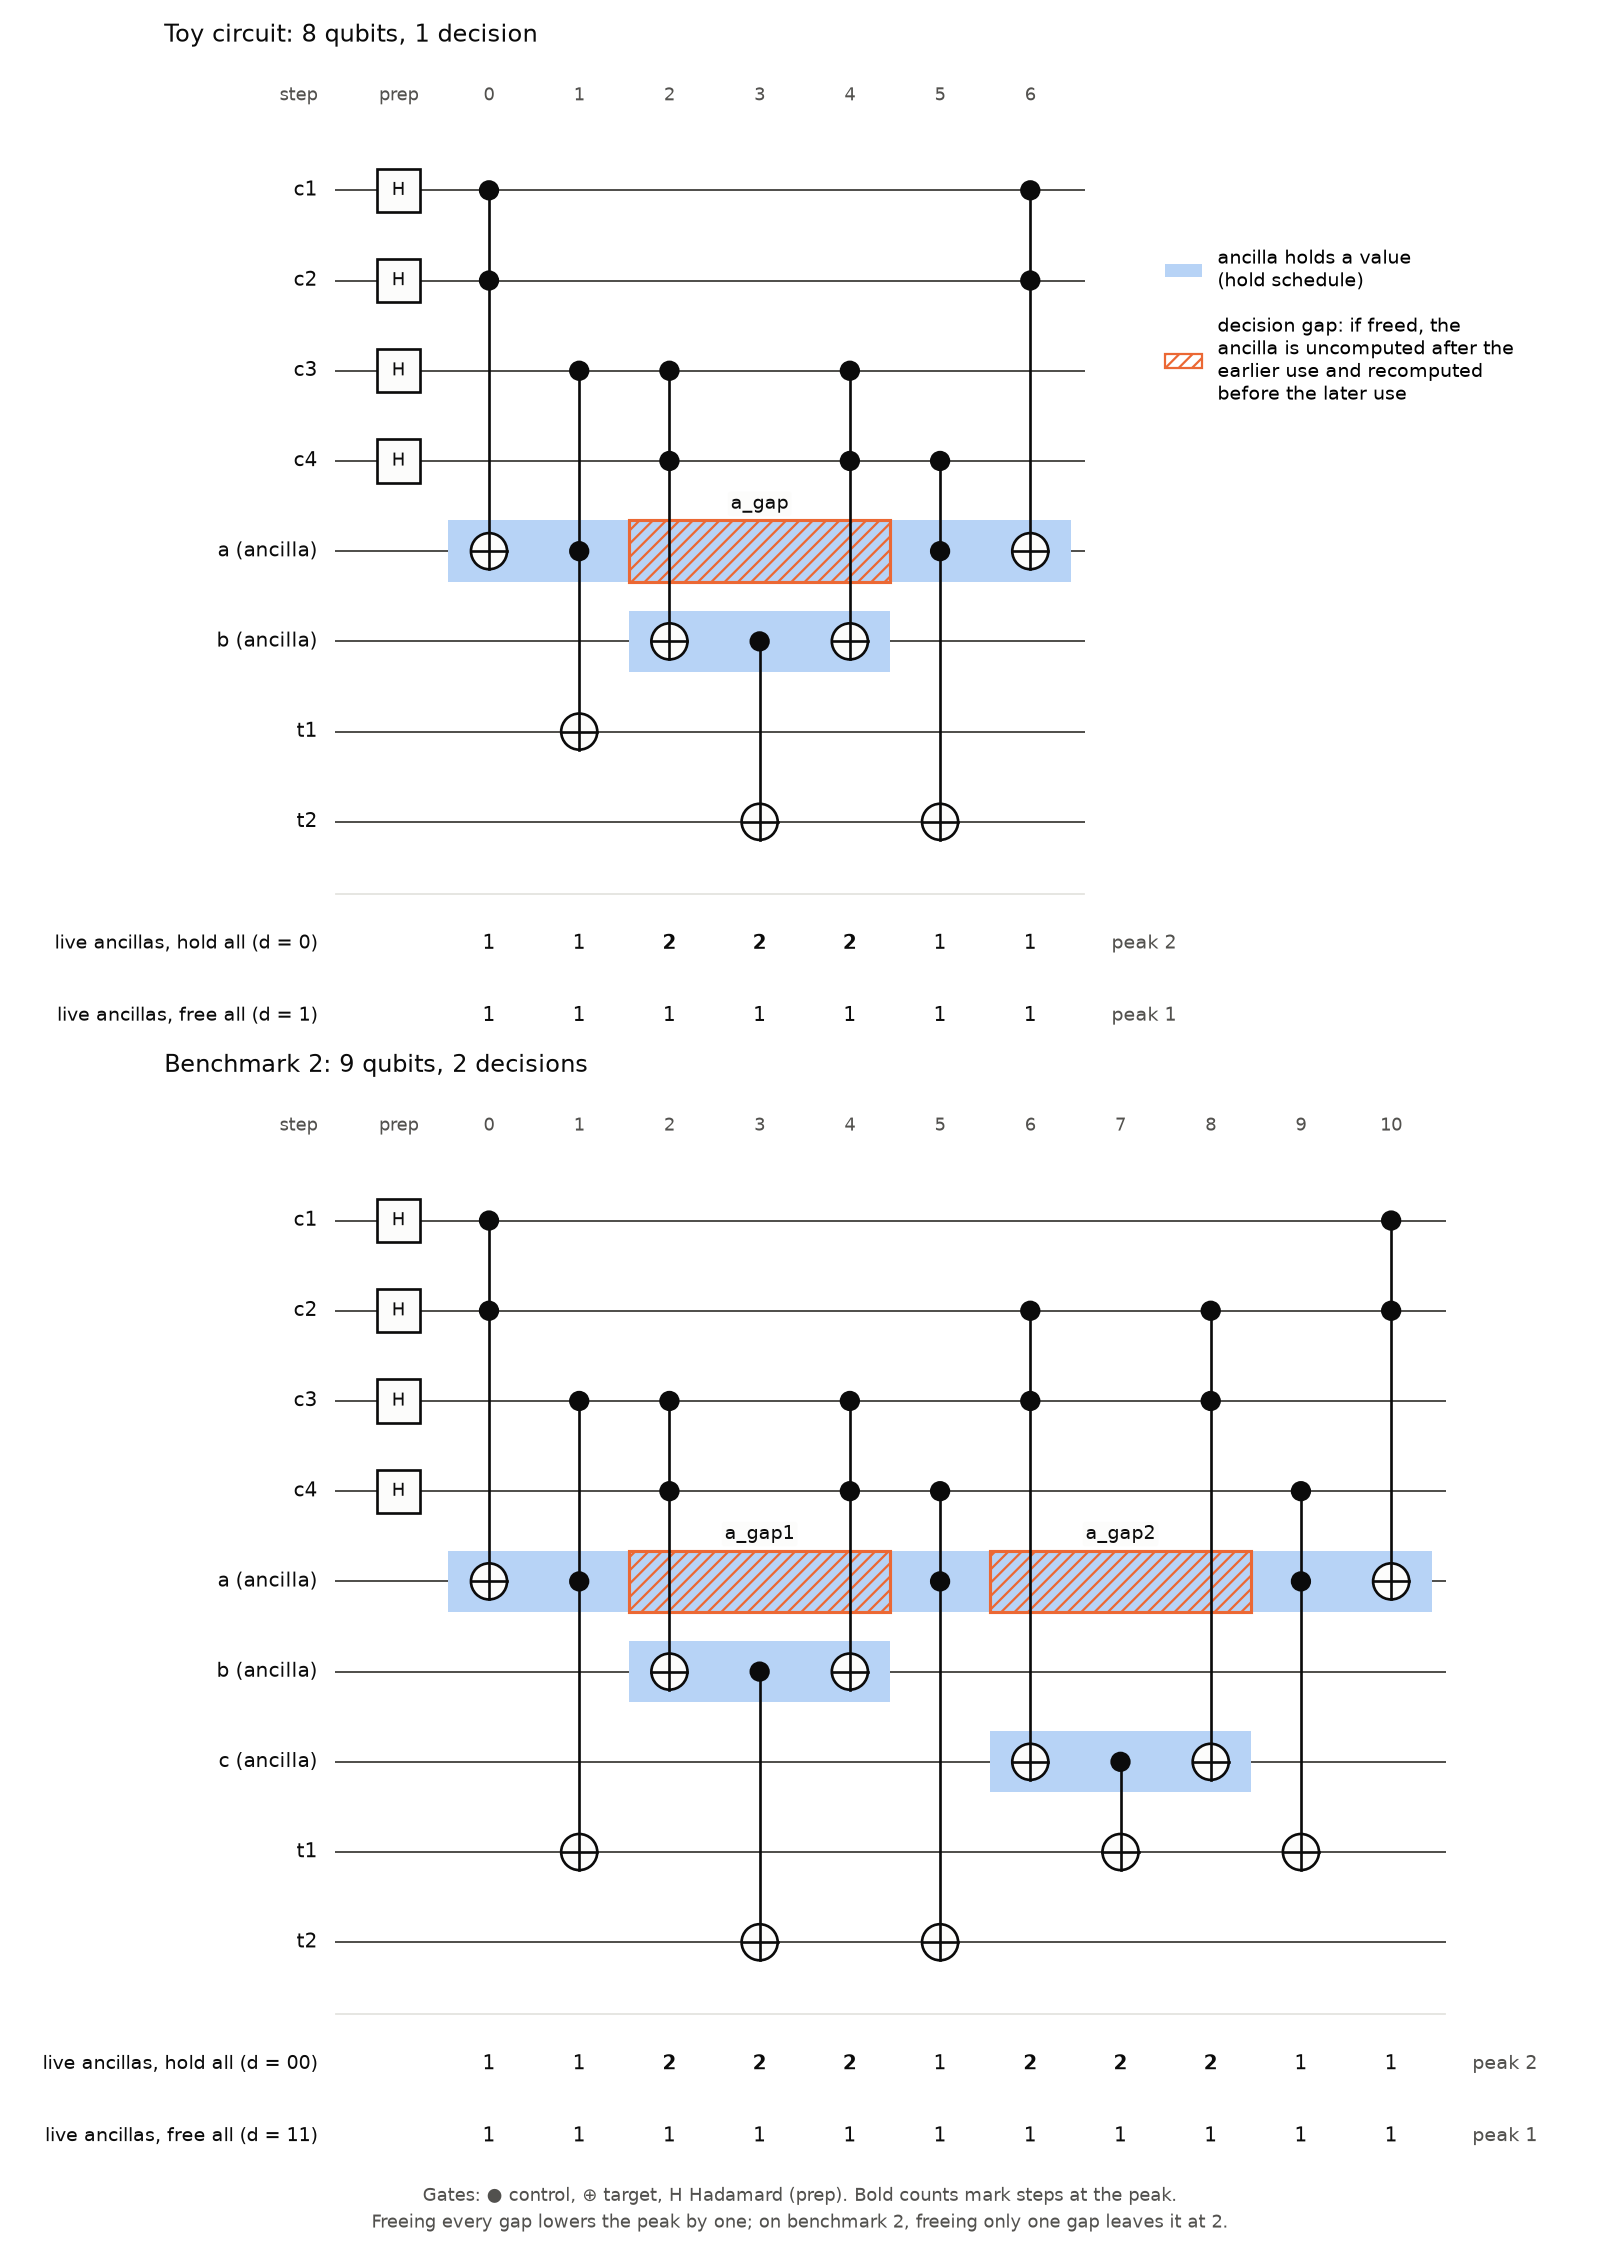 Toy circuit: 8 qubits, 1 decision
step prep 0 1 2 3 4 5 6
c1 H
c2 H
ancilla holds a value
(hold schedule)
decision gap: if freed, the
ancilla is uncomputed after the
earlier use and recomputed
before the later use
c3 H
c4 H
a_gap
a (ancilla)
b (ancilla)
t1
t2
live ancillas, hold all (d = 0) 1 1 2 2 2 1 1 peak 2
live ancillas, free all (d = 1) 1 1 1 1 1 1 1 peak 1
Benchmark 2: 9 qubits, 2 decisions
step prep 0 1 2 3 4 5 6 7 8 9 10
c1 H
c2 H
c3 H
c4 H
a_gap1 a_gap2
a (ancilla)
b (ancilla)
c (ancilla)
t1
t2
live ancillas, hold all (d = 00) 1 1 2 2 2 1 2 2 2 1 1 peak 2
live ancillas, free all (d = 11) 1 1 1 1 1 1 1 1 1 1 1 peak 1
Gates: ● control, ⊕ target, H Hadamard (prep). Bold counts mark steps at the peak.
Freeing every gap lowers the peak by one; on benchmark 2, freeing only one gap leaves it at 2.